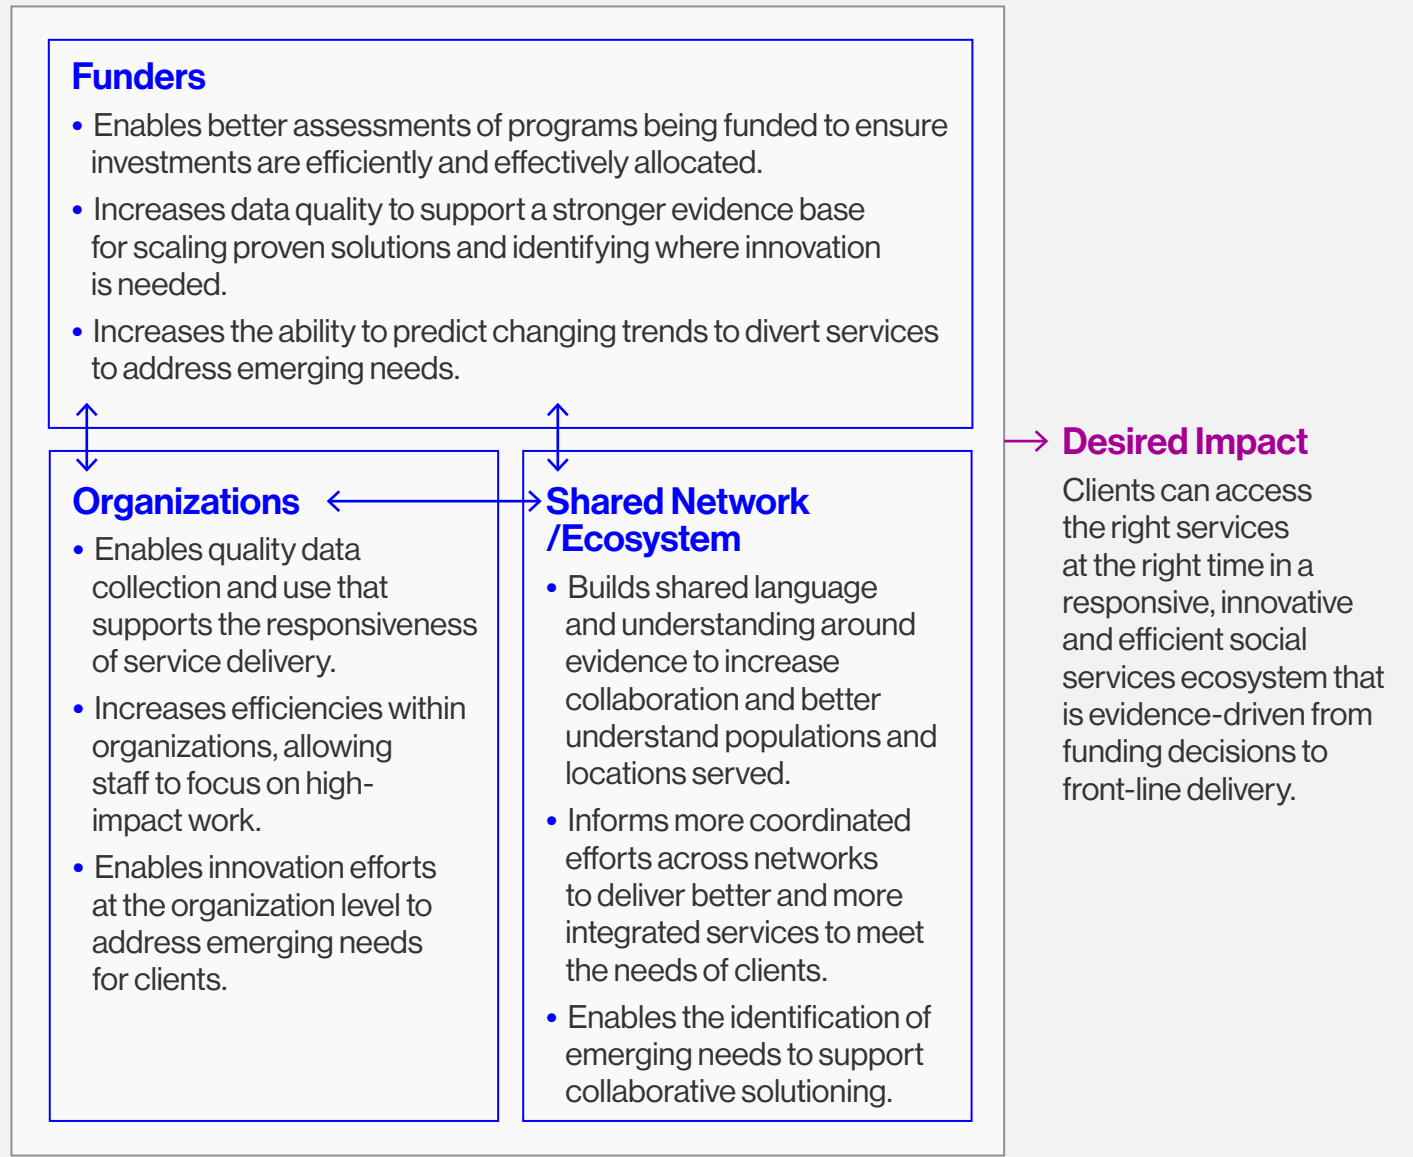 Funders
• Enables better assessments of programs being funded to ensure
investments are efficiently and effectively allocated.
• Increases data quality to support a stronger evidence base
for scaling proven solutions and identifying where innovation
is needed.
• Increases the ability to predict changing trends to divert services
to address emerging needs.
Organizations
• Enables quality data
collection and use that
supports the responsiveness
of service delivery.
• Increases efficiencies within
organizations, allowing
staff to focus on high-
impact work.
• Enables innovation efforts
at the organization level to
address emerging needs
for clients.
Shared Network
/Ecosystem
• Builds shared language
and understanding around
evidence to increase
collaboration and better
understand populations and
locations served.
• Informs more coordinated
efforts across networks
to deliver better and more
integrated services to meet
the needs of clients.
• Enables the identification of
emerging needs to support
collaborative solutioning.
Desired Impact
Clients can access
the right services
at the right time in a
responsive, innovative
and efficient social
services ecosystem that
is evidence-driven from
funding decisions to
front-line delivery.